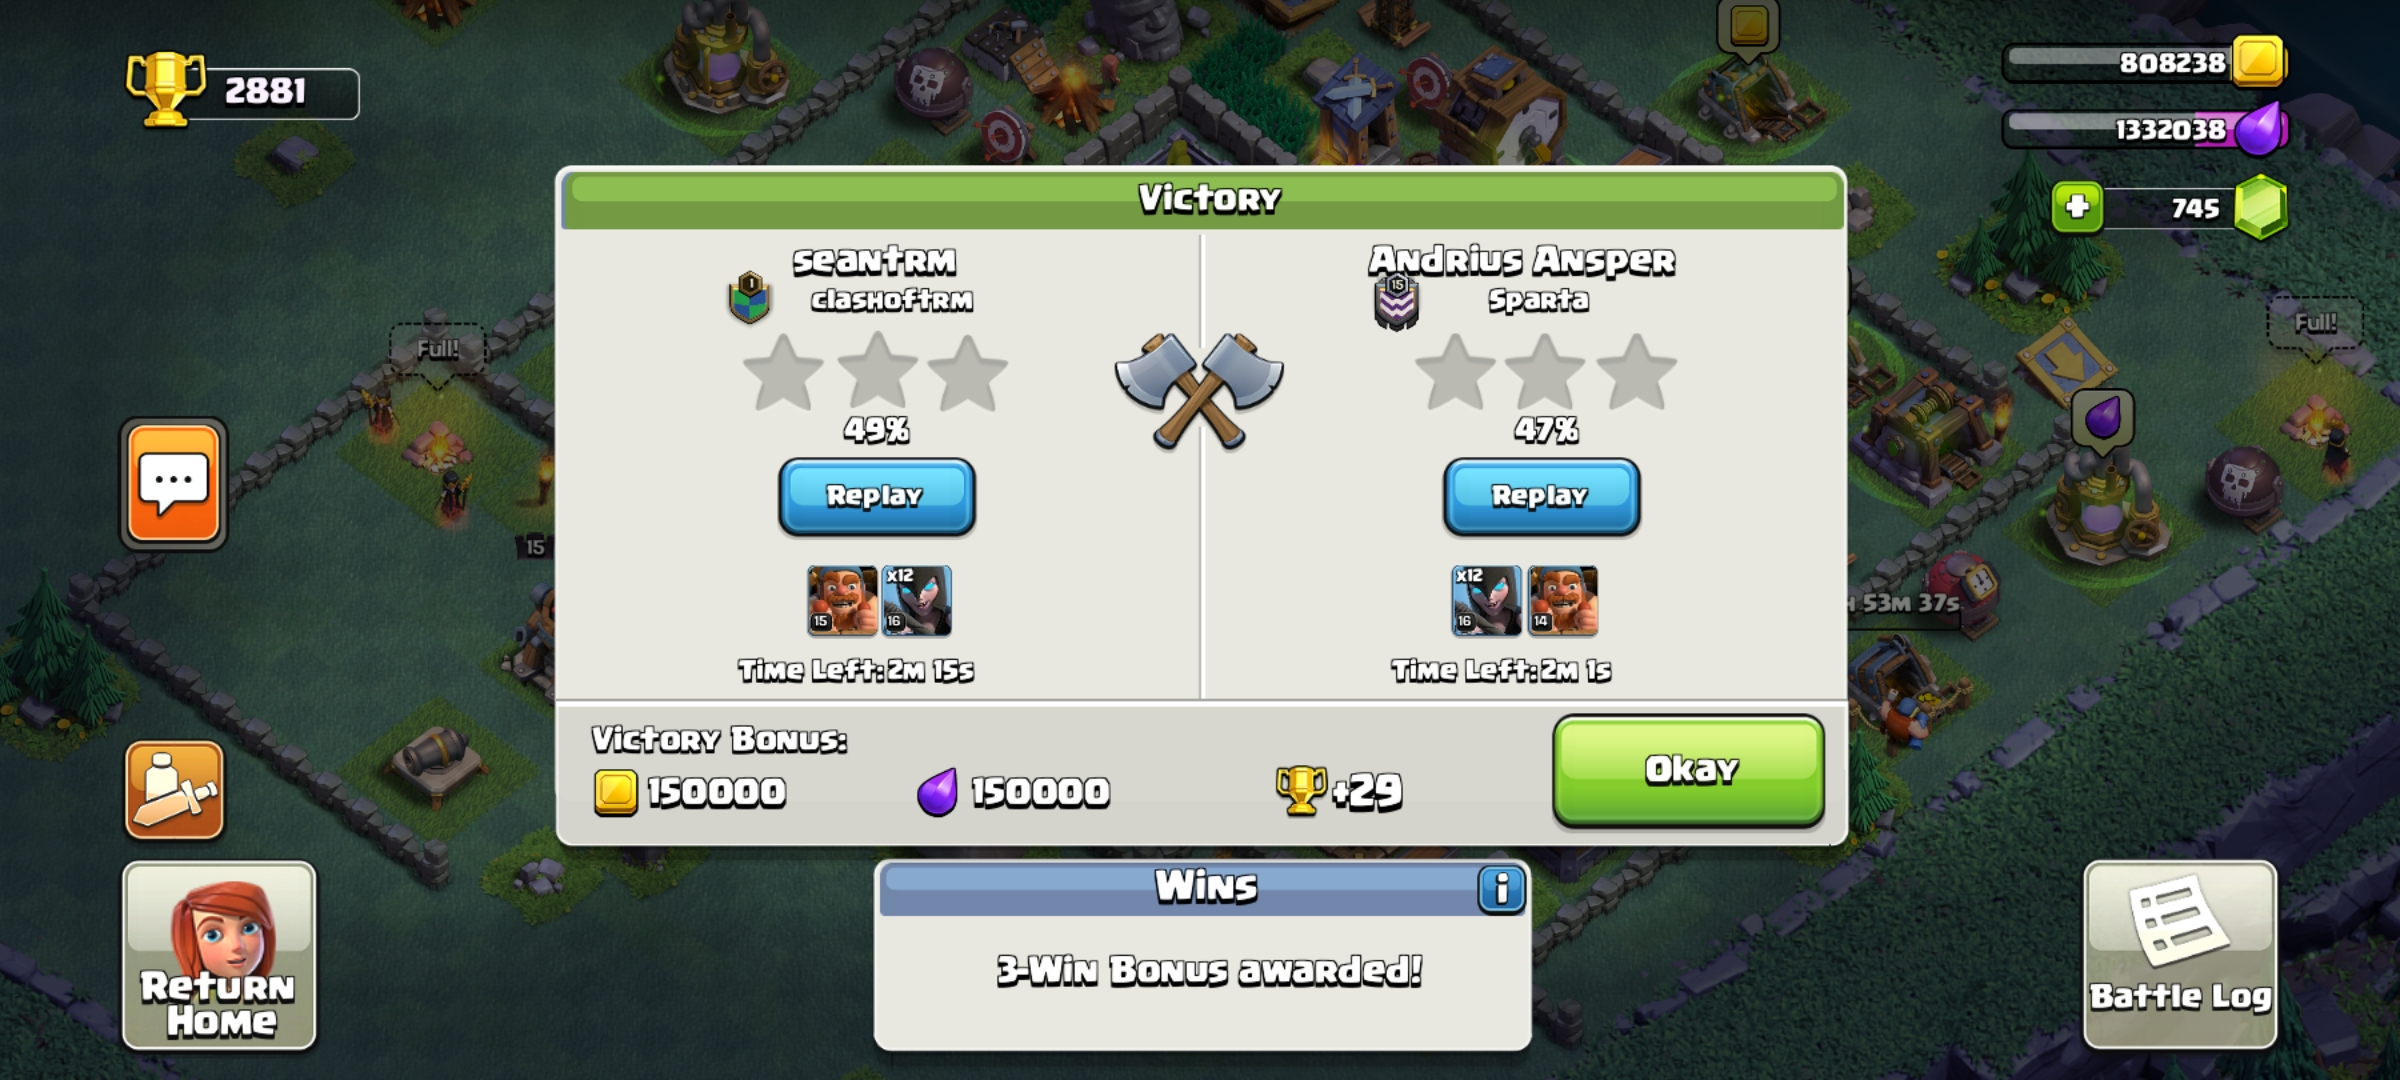 2881
808238
1332038
745
Victory
seantrm
clashoftrm
1
Andrius Ansper
Sparta
15
49%
47%
Replay
Replay
x12
15
16
x12
16
14
Time Left:2m 15s
Time Left:2m 1s
Full!
Full!
15
53m 37s
Victory Bonus:
150000
150000
+29
Okay
Wins
i
3-Win Bonus awarded!
Return
Home
Battle Log